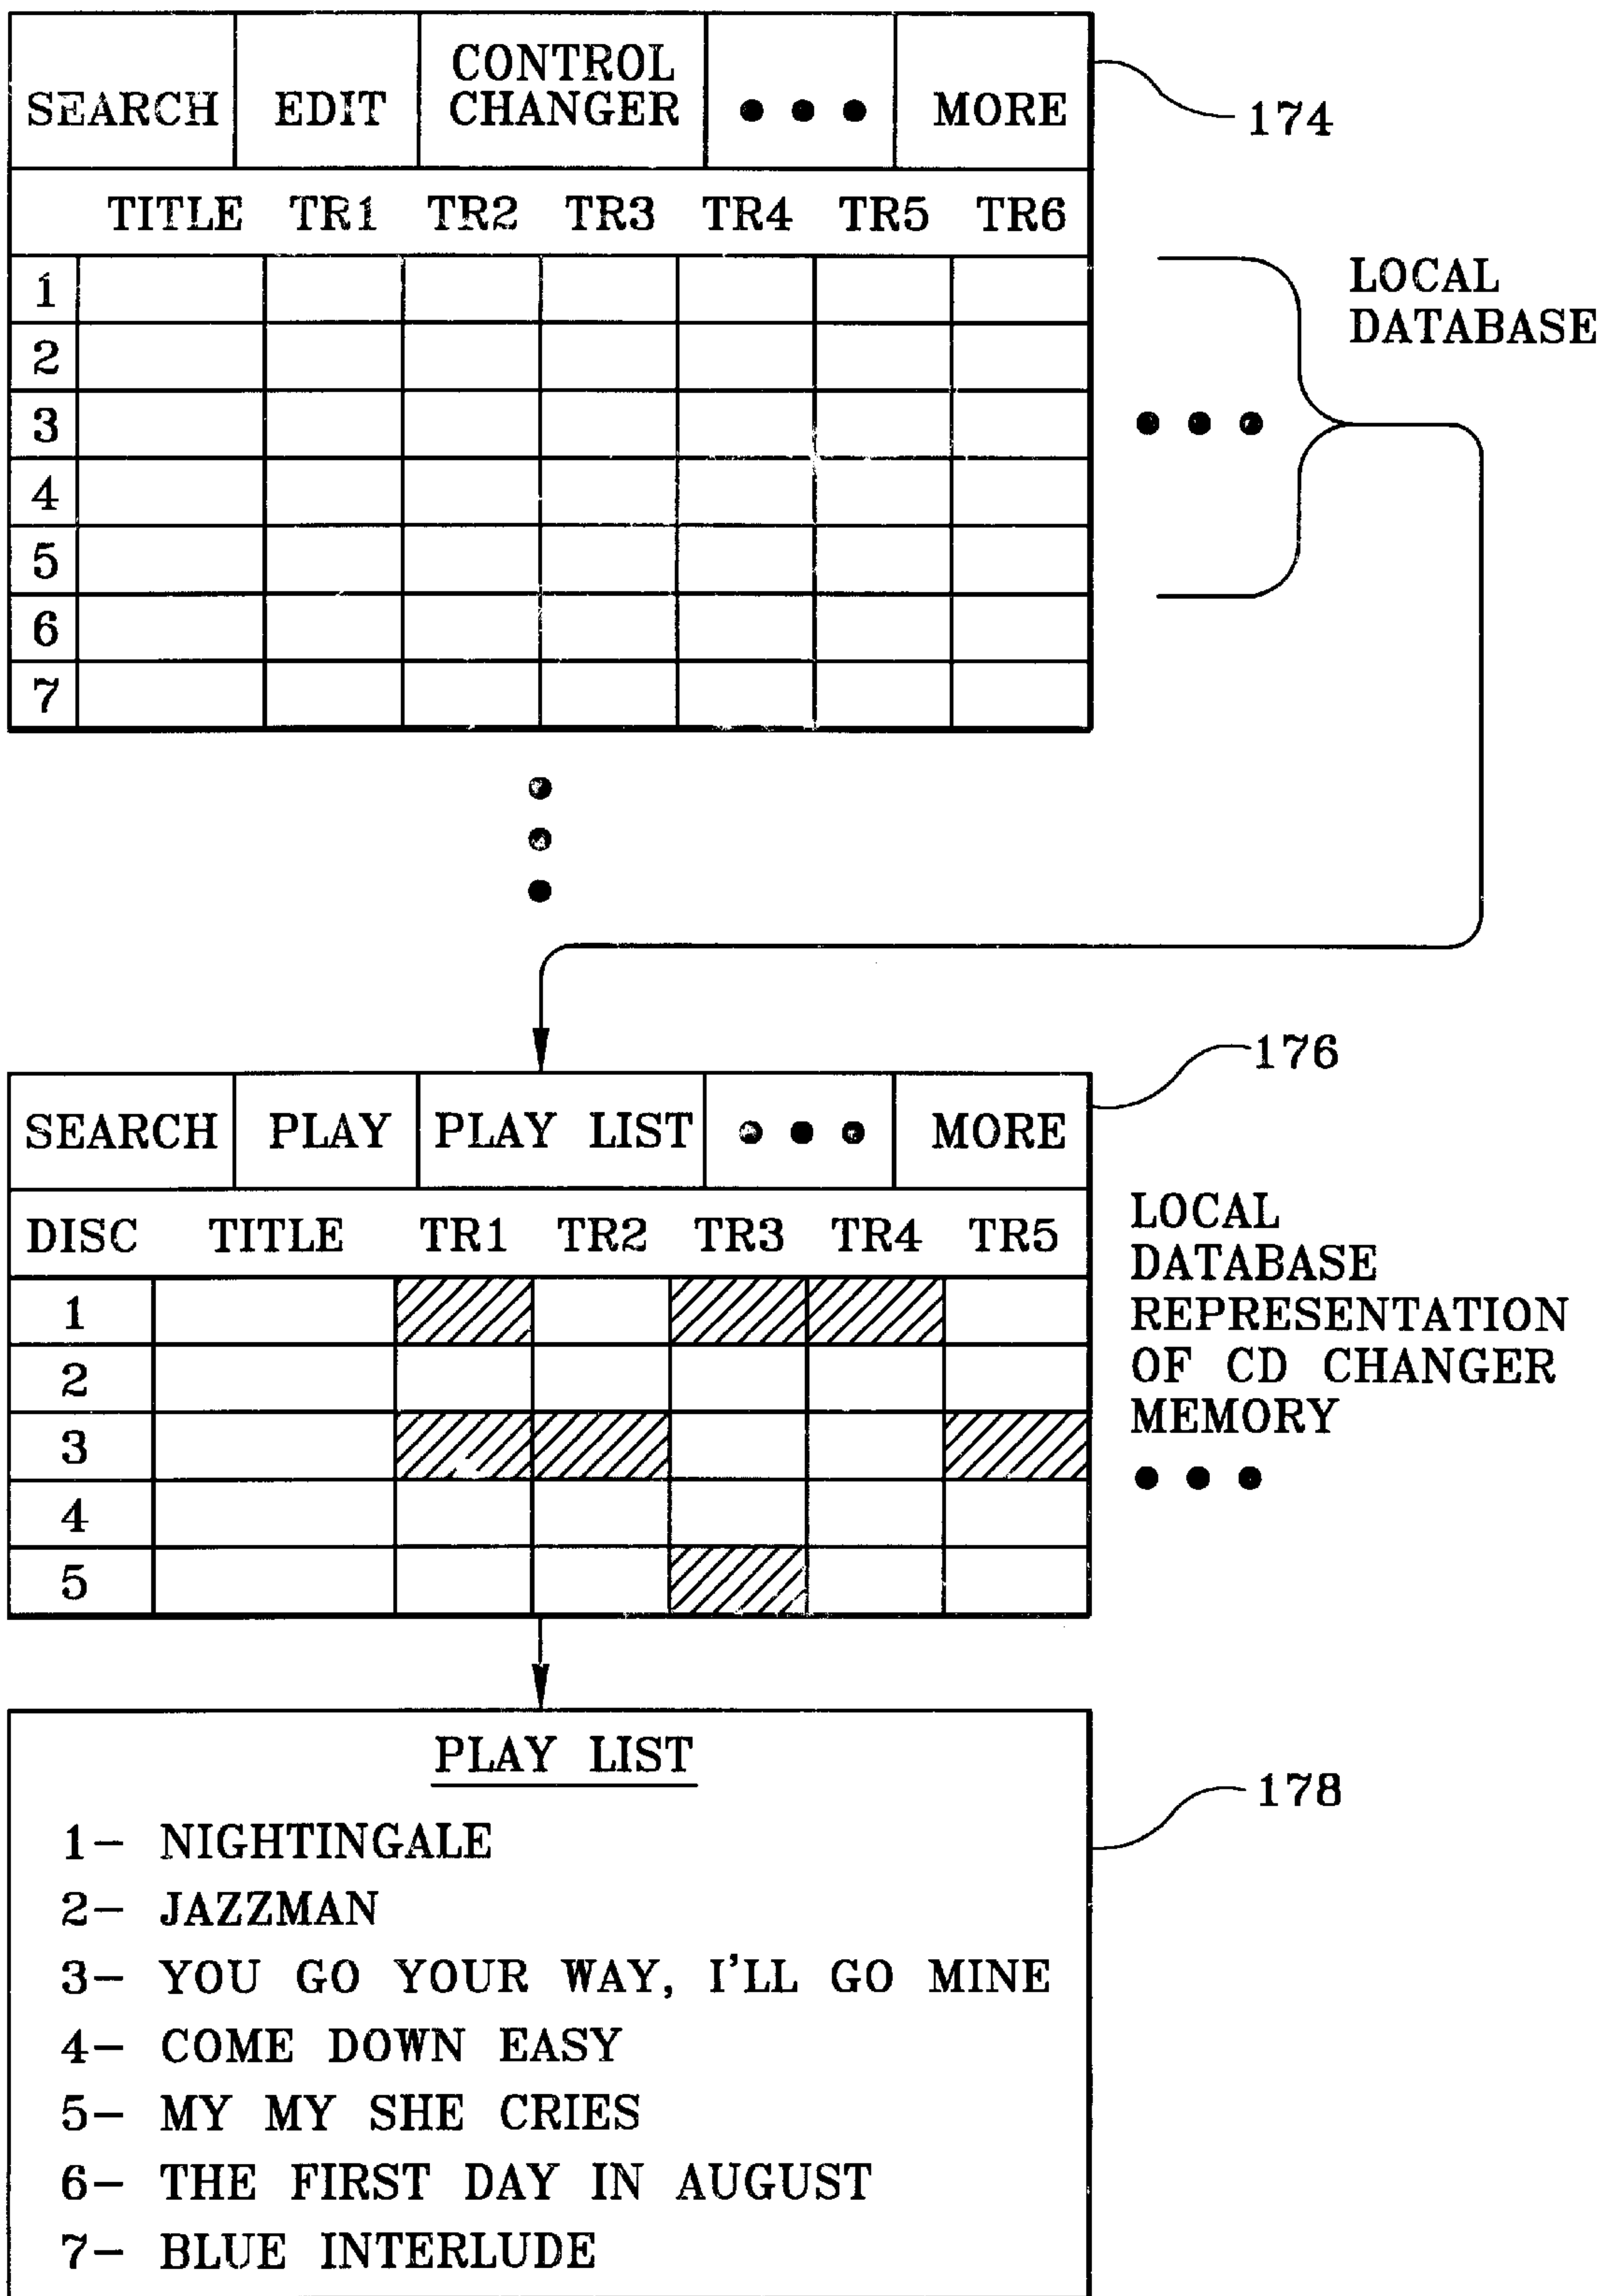 SEARCH EDIT CONTROL CHANGER ● ● ● MORE
174
TITLE TR1 TR2 TR3 TR4 TR5 TR6
1
2
3
4
5
6
7
LOCAL
DATABASE
176
SEARCH PLAY PLAY LIST ● ● ● MORE
DISC TITLE TR1 TR2 TR3 TR4 TR5
1
2
3
4
5
LOCAL
DATABASE
REPRESENTATION
OF CD CHANGER
MEMORY
PLAY LIST
178
1- NIGHTINGALE
2- JAZZMAN
3- YOU GO YOUR WAY, I'LL GO MINE
4- COME DOWN EASY
5- MY MY SHE CRIES
6- THE FIRST DAY IN AUGUST
7- BLUE INTERLUDE